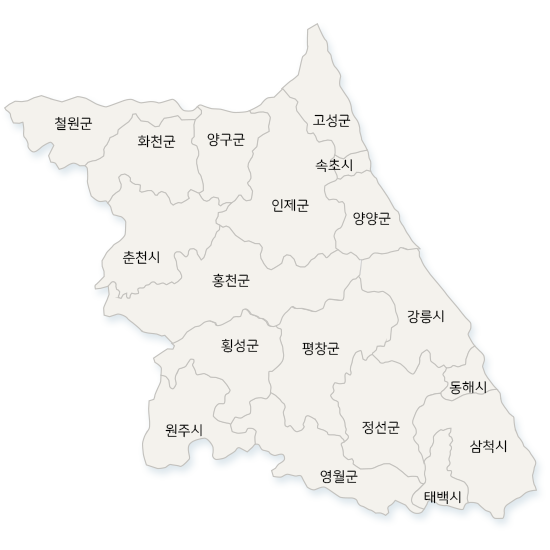 고성군
철원군
화천군
양구군
속초시
인제군
양양군
춘천시
홍천군
강릉시
횡성군
평창군
동해시
원주시
정선군
삼척시
영월군
태백시